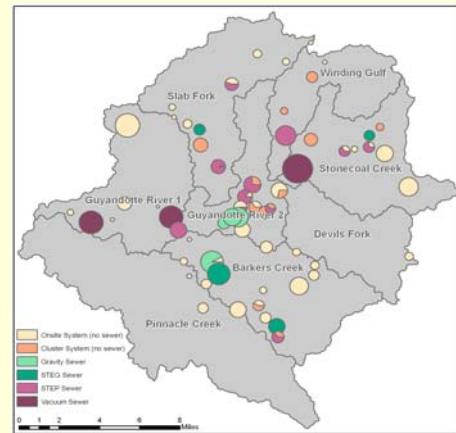 Winding Gulf
Slab Fork
Stonecoal Creek
Guyandotte River 1
Guyandotte River 2
Devils Fork
Barkers Creek
Pinnacle Creek
Onsite System (no sewer)
Cluster System (no sewer)
Gravity Sewer
STEG Sewer
STEP Sewer
Vacuum Sewer
0 1 2 4 6 8
Miles